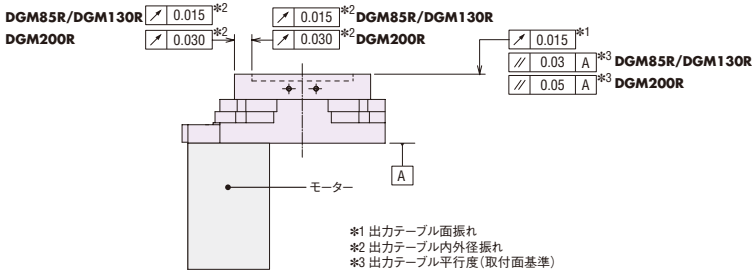 DGM85R/DGM130R ↗ 0.015 *2
DGM200R ↗ 0.030 *2
↗ 0.015 *2 DGM85R/DGM130R
↗ 0.030 *2 DGM200R
↗ 0.015 *1
// 0.03 A *3 DGM85R/DGM130R
// 0.05 A *3 DGM200R
A
モーター
*1 出力テーブル面振れ
*2 出力テーブル内外径振れ
*3 出力テーブル平行度(取付面基準)